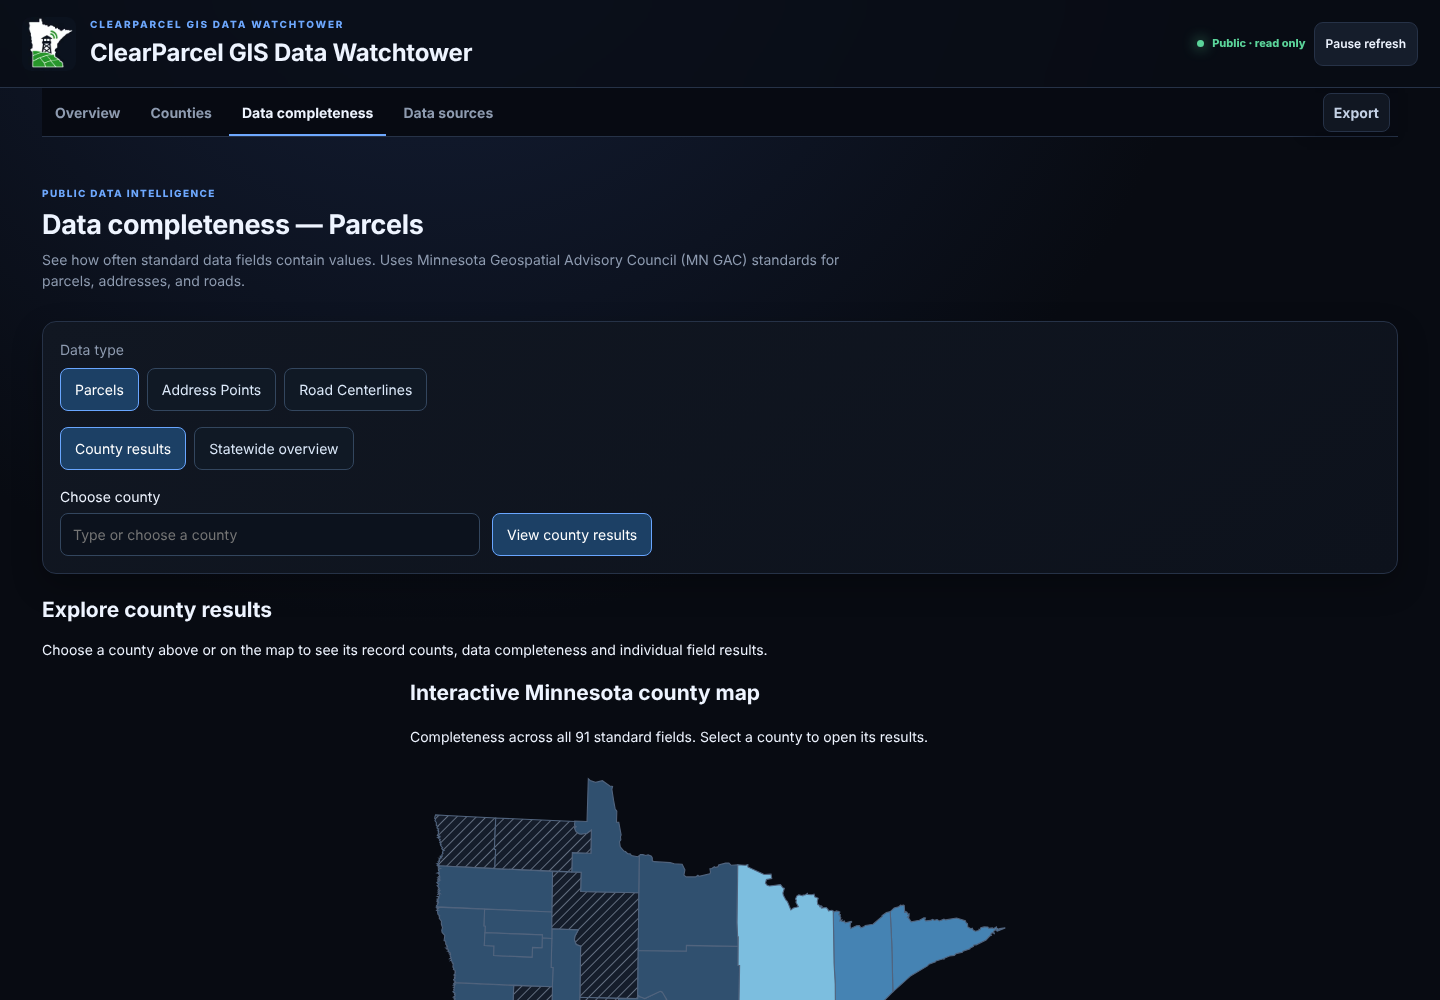 CLEARPARCEL GIS DATA WATCHTOWER
ClearParcel GIS Data Watchtower
Public · read only
Pause refresh
Overview
Counties
Data completeness
Data sources
Export
PUBLIC DATA INTELLIGENCE
Data completeness — Parcels
See how often standard data fields contain values. Uses Minnesota Geospatial Advisory Council (MN GAC) standards for
parcels, addresses, and roads.
Data type
Parcels
Address Points
Road Centerlines
County results
Statewide overview
Choose county
Type or choose a county
View county results
Explore county results
Choose a county above or on the map to see its record counts, data completeness and individual field results.
Interactive Minnesota county map
Completeness across all 91 standard fields. Select a county to open its results.